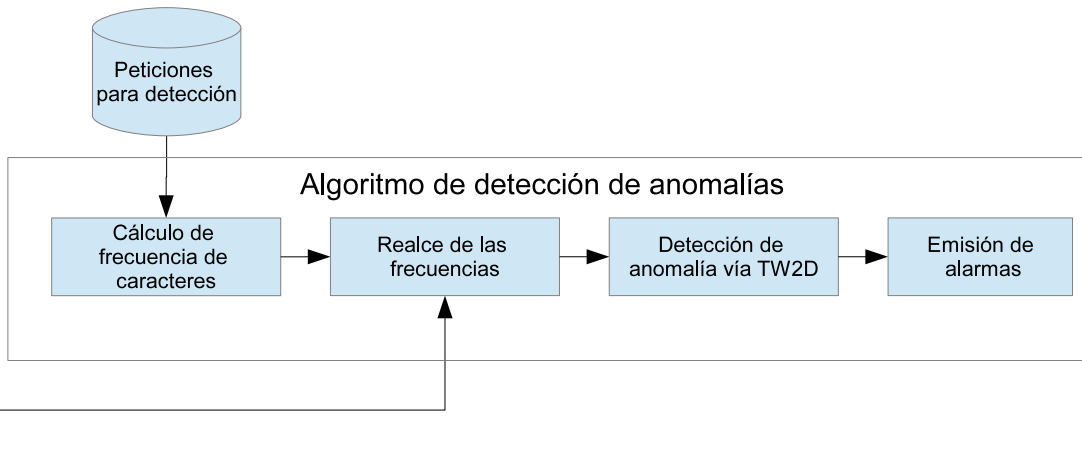 Peticiones
para detección
Algoritmo de detección de anomalías
Cálculo de
frecuencia de
caracteres
Realce de las
frecuencias
Detección de
anomalía vía TW2D
Emisión de
alarmas